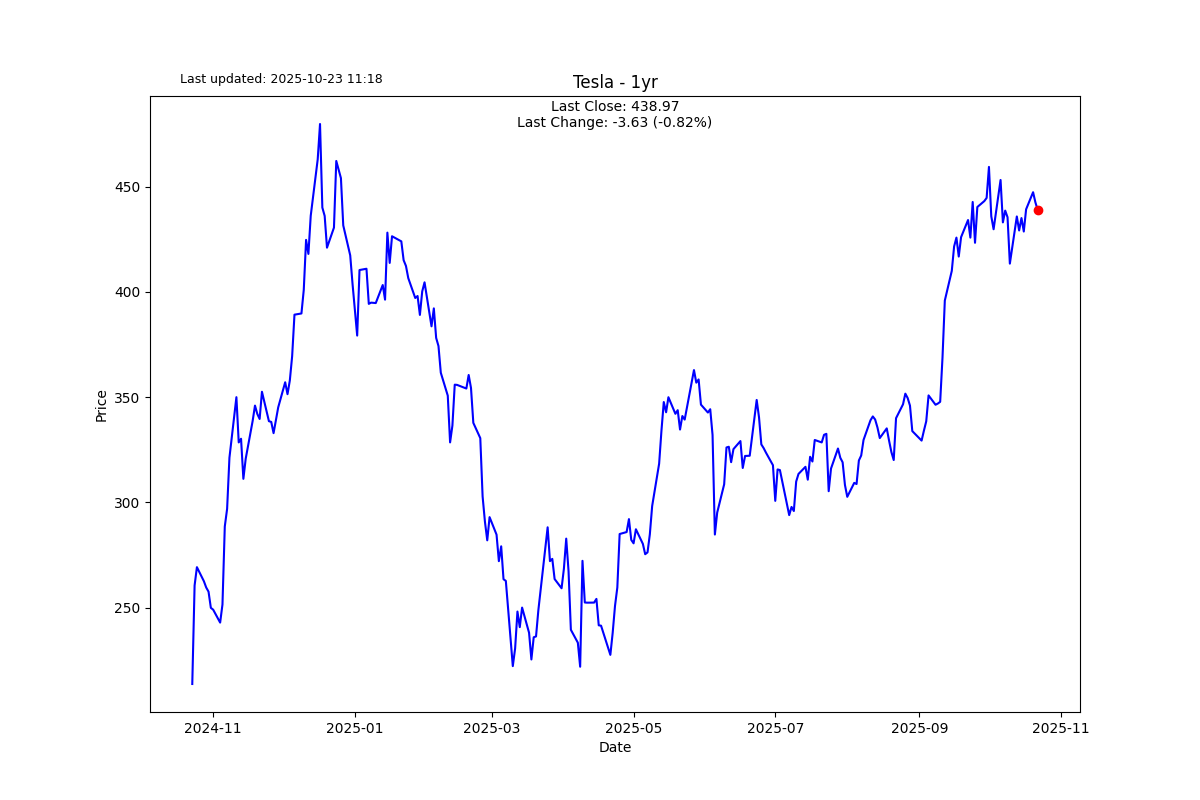 Last updated: 2025-10-23 11:18
Tesla - 1yr
Last Close: 438.97
Last Change: -3.63 (-0.82%)
450
400
350
300
250
Price
2024-11
2025-01
2025-03
2025-05
2025-07
2025-09
2025-11
Date